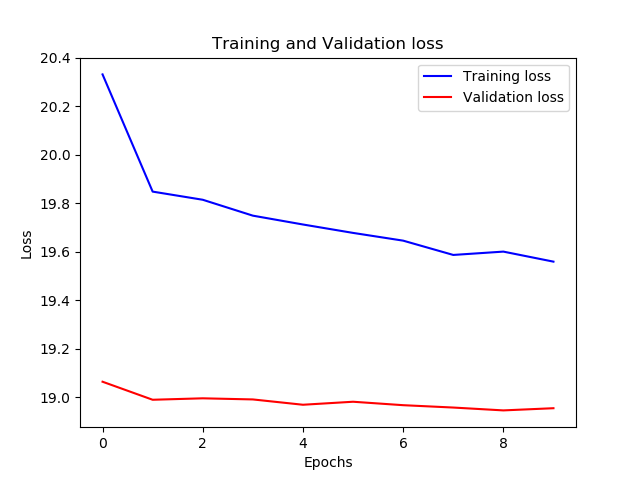 Training and Validation loss
20.4
20.2
20.0
19.8
19.6
19.4
19.2
19.0
Loss
Training loss
Validation loss
0 2 4 6 8
Epochs